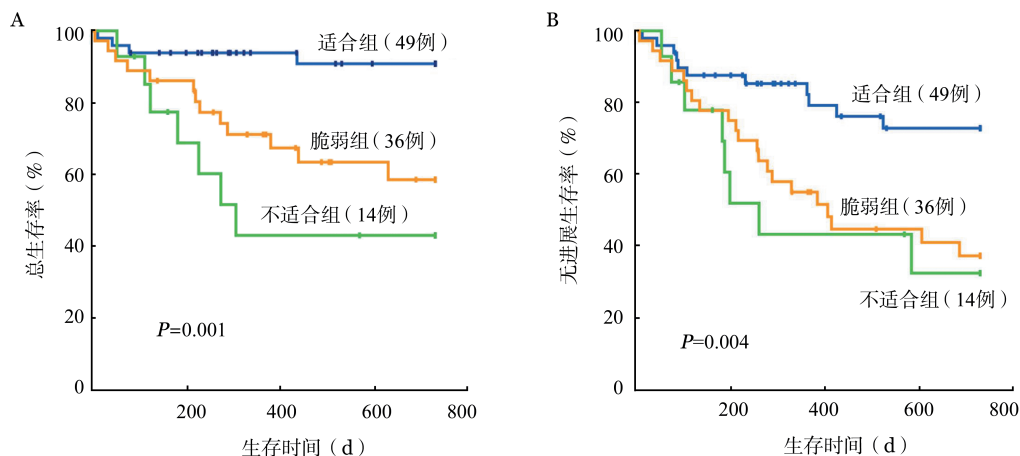 A
100
80
60
40
20
0
200
400
600
800
总生存率（%）
生存时间（d）
适合组（49例）
脆弱组（36例）
不适合组（14例）
P=0.001
B
100
80
60
40
20
0
200
400
600
800
无进展生存率（%）
生存时间（d）
适合组（49例）
脆弱组（36例）
不适合组（14例）
P=0.004